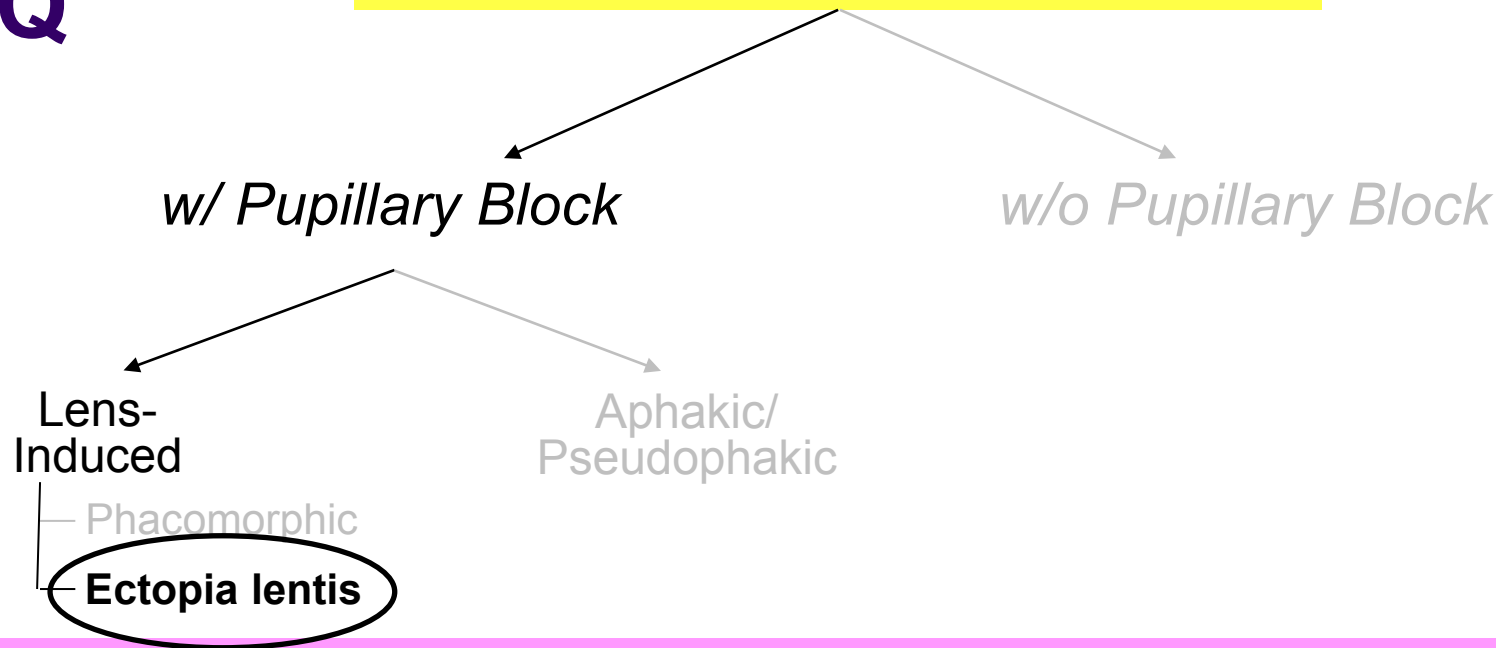 Q
w/ Pupillary Block
w/o Pupillary Block
Lens-
Induced
Aphakic/
Pseudophakic
Phacomorphic
Ectopia lentis